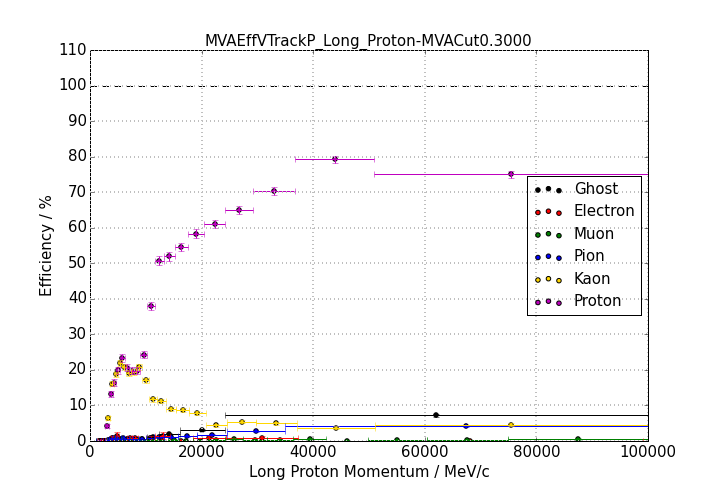 MVAEffVTrackP_Long_Proton-MVACut0.3000
110
100
90
80
70
60
50
40
30
20
10
0
Efficiency / %
Ghost
Electron
Muon
Pion
Kaon
Proton
0 20000 40000 60000 80000 100000
Long Proton Momentum / MeV/c